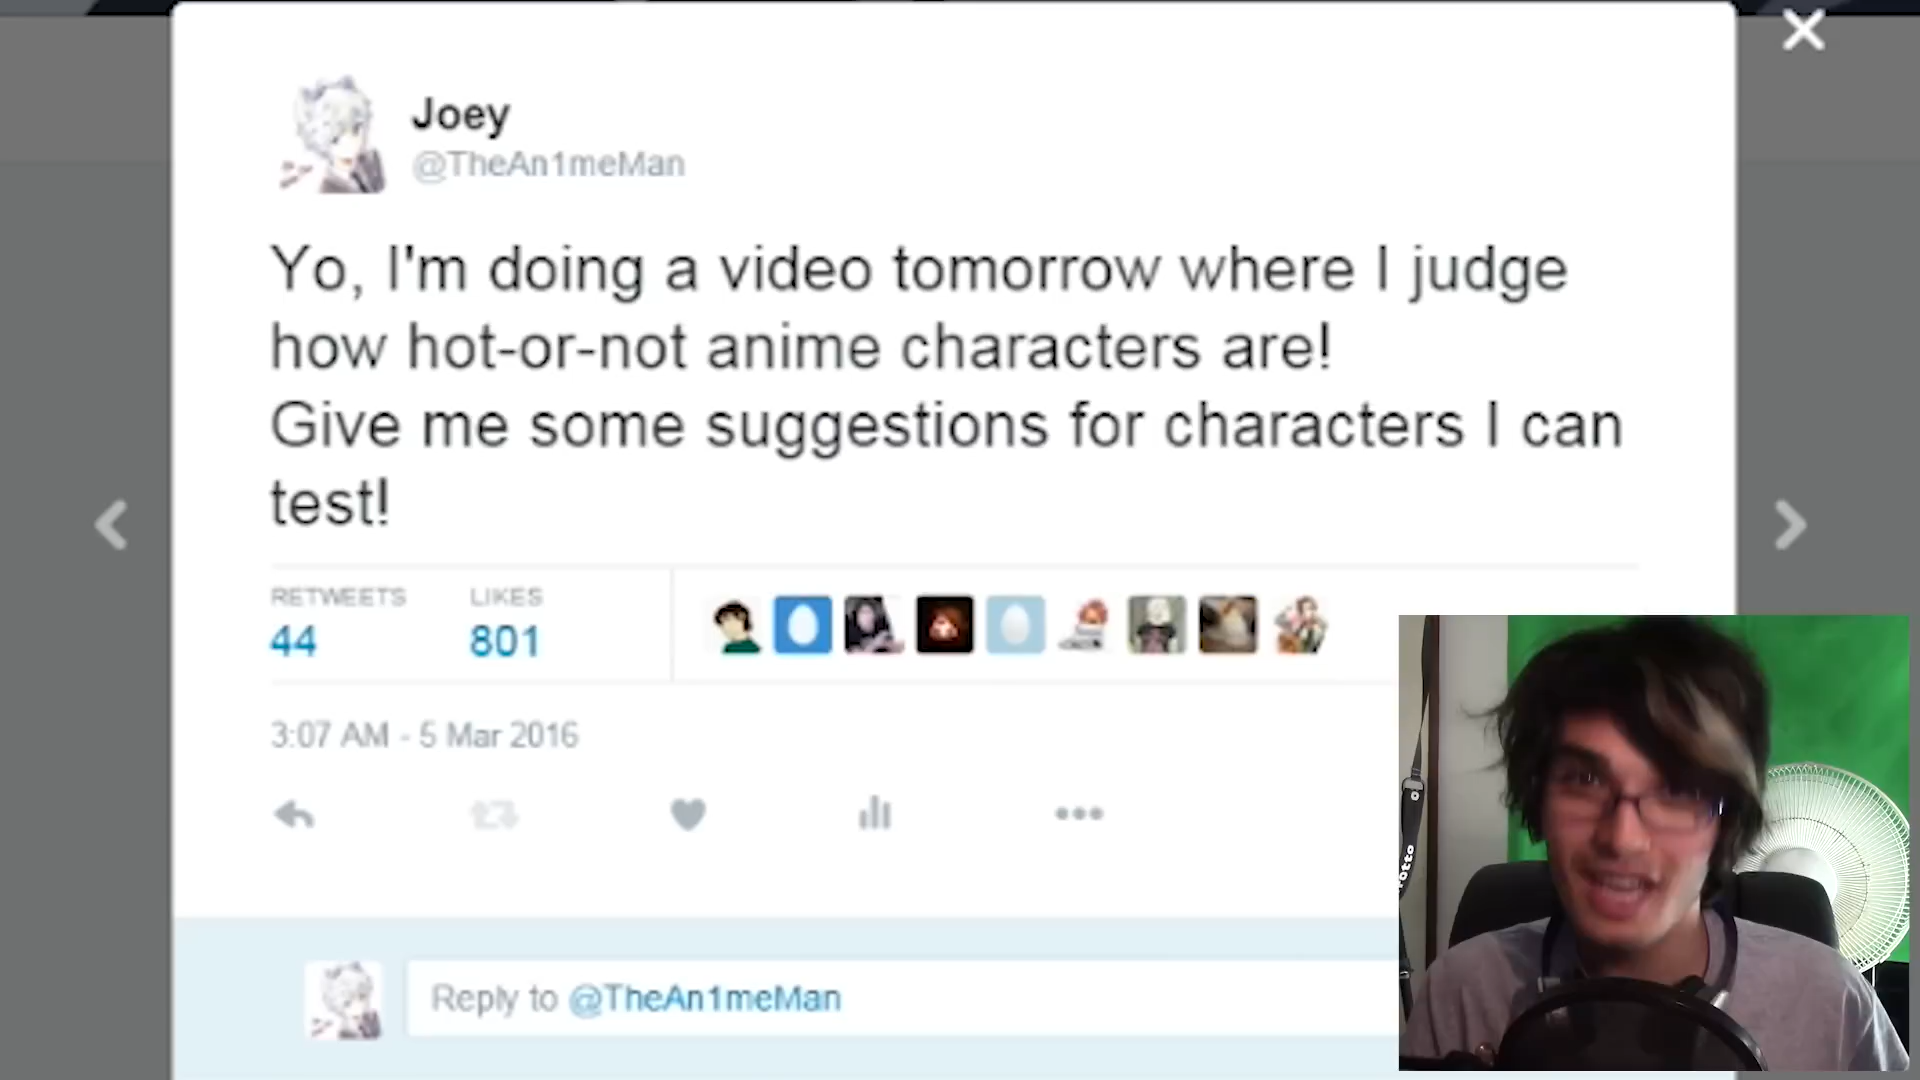 Joey
@TheAn1meMan
Yo, I'm doing a video tomorrow where I judge
how hot-or-not anime characters are!
Give me some suggestions for characters I can
test!
RETWEETS LIKES
44 801
3:07 AM - 5 Mar 2016
Reply to @TheAn1meMan